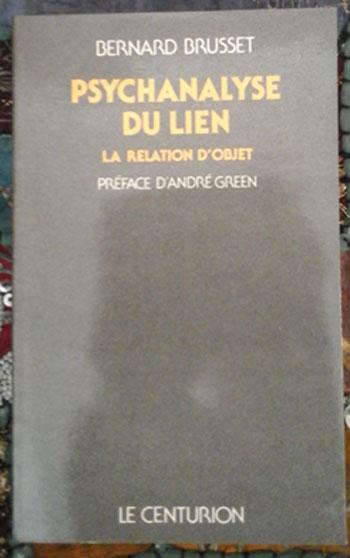 BERNARD BRUSSET
PSYCHANALYSE
DU LIEN
LA RELATION D'OBJET
PRÉFACE D'ANDRÉ GREEN
LE CENTURION